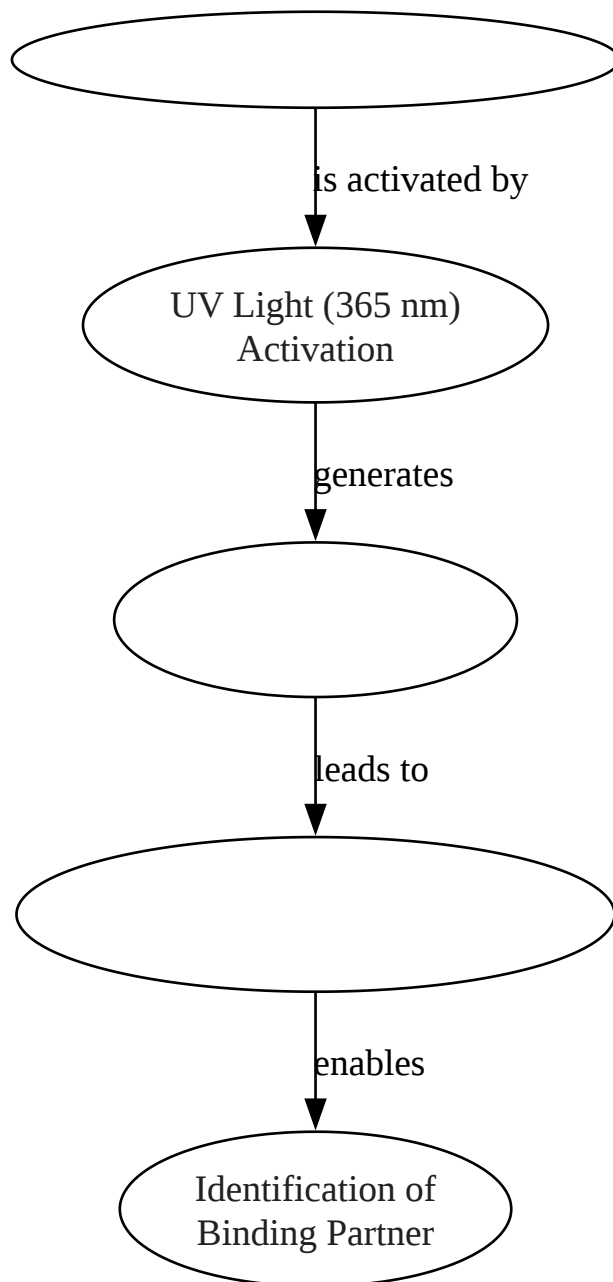 is activated by
UV Light (365 nm)
Activation
generates
leads to
enables
Identification of
Binding Partner